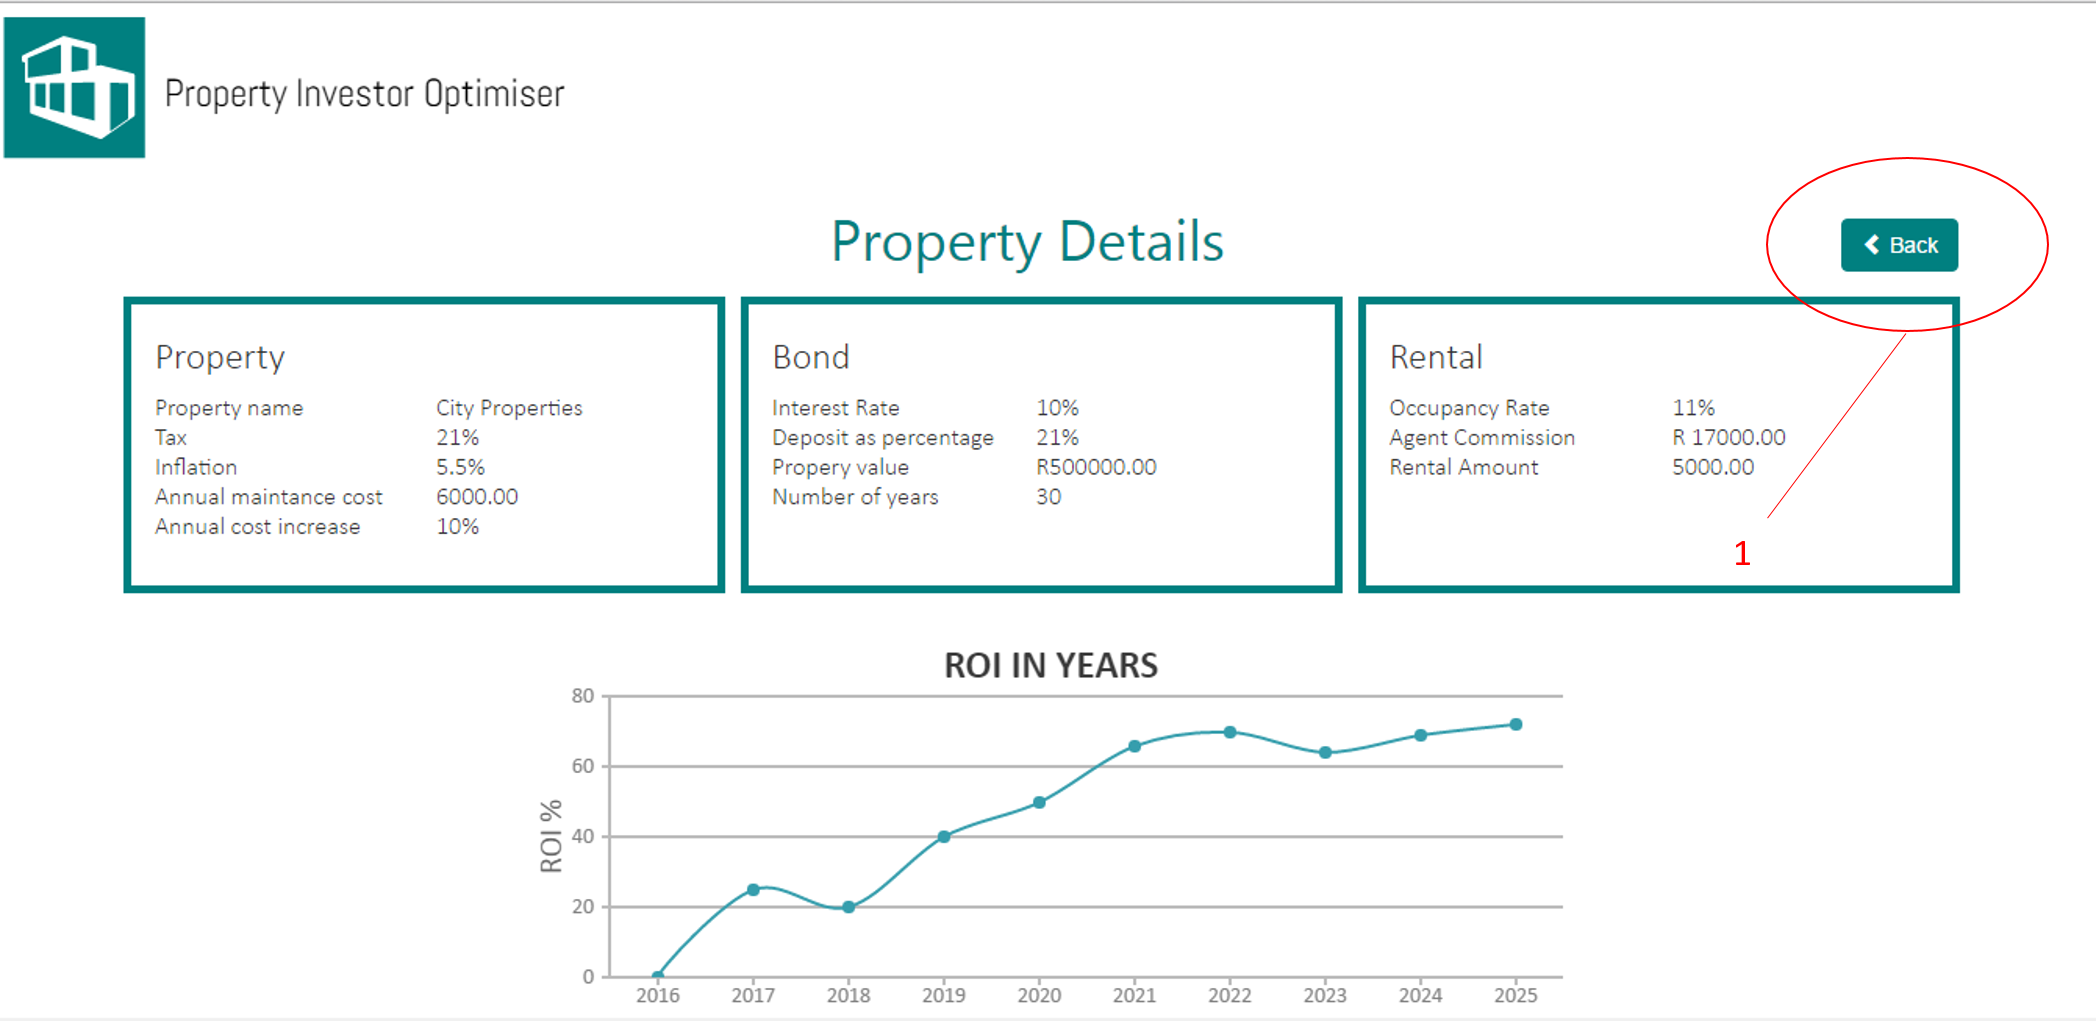 Property Investor Optimiser
Property Details
Back
Property
Property name City Properties
Tax 21%
Inflation 5.5%
Annual maintance cost 6000.00
Annual cost increase 10%
Bond
Interest Rate 10%
Deposit as percentage 21%
Propery value R500000.00
Number of years 30
Rental
Occupancy Rate 11%
Agent Commission R 17000.00
Rental Amount 5000.00
1
ROI IN YEARS
ROI %
80
60
40
20
0
2016 2017 2018 2019 2020 2021 2022 2023 2024 2025